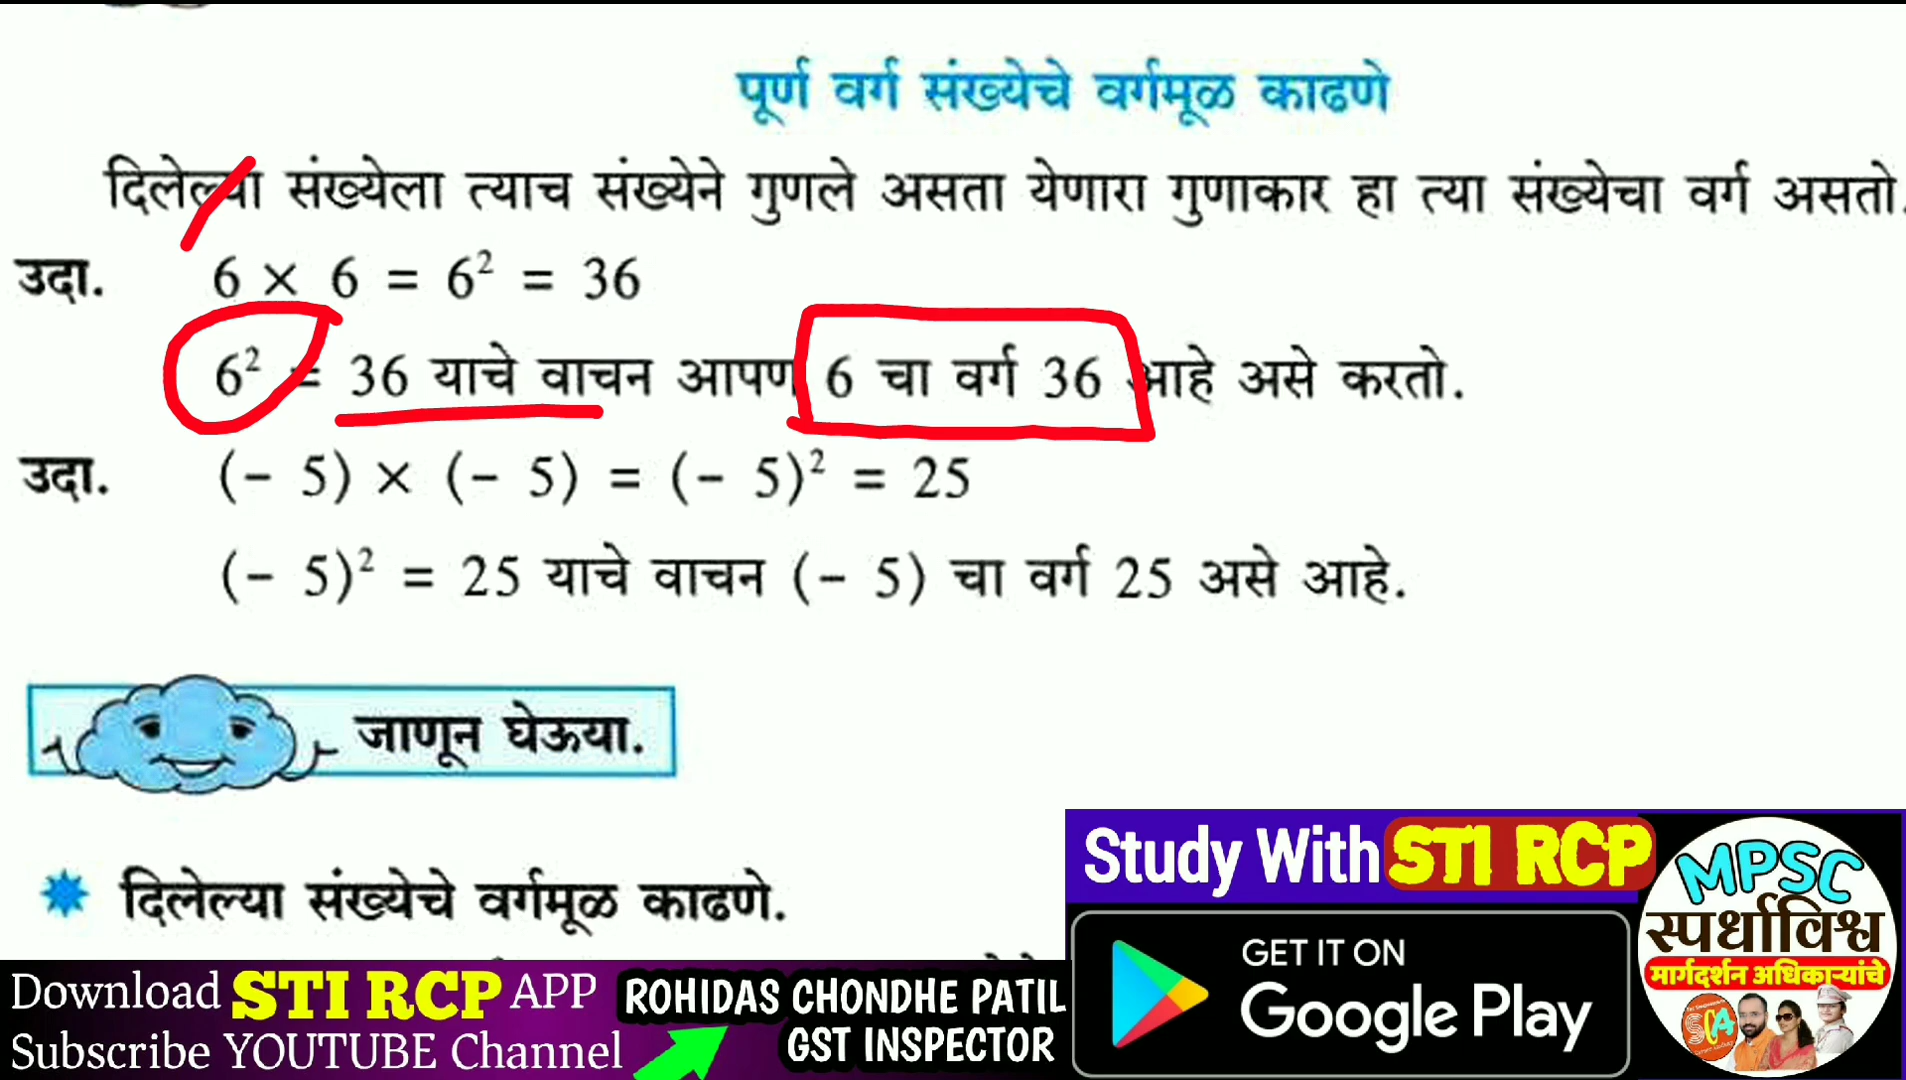 पूर्ण वर्ग संख्येचे वर्गमूळ काढणे
दिलेल्या संख्येला त्याच संख्येने गुणले असता येणारा गुणाकार हा त्या संख्येचा वर्ग असतो.
उदा. 6 × 6 = 6² = 36
6² = 36 याचे वाचन आपण 6 चा वर्ग 36 आहे असे करतो.
उदा. (- 5) × (- 5) = (- 5)² = 25
(- 5)² = 25 याचे वाचन (- 5) चा वर्ग 25 असे आहे.
जाणून घेऊया.
दिलेल्या संख्येचे वर्गमूळ काढणे.
Study With STI RCP
GET IT ON
Google Play
MPSC
स्पर्धाविश्व
मार्गदर्शन अधिकाऱ्यांचे
Download STI RCP APP
Subscribe YOUTUBE Channel
ROHIDAS CHONDHE PATIL
GST INSPECTOR